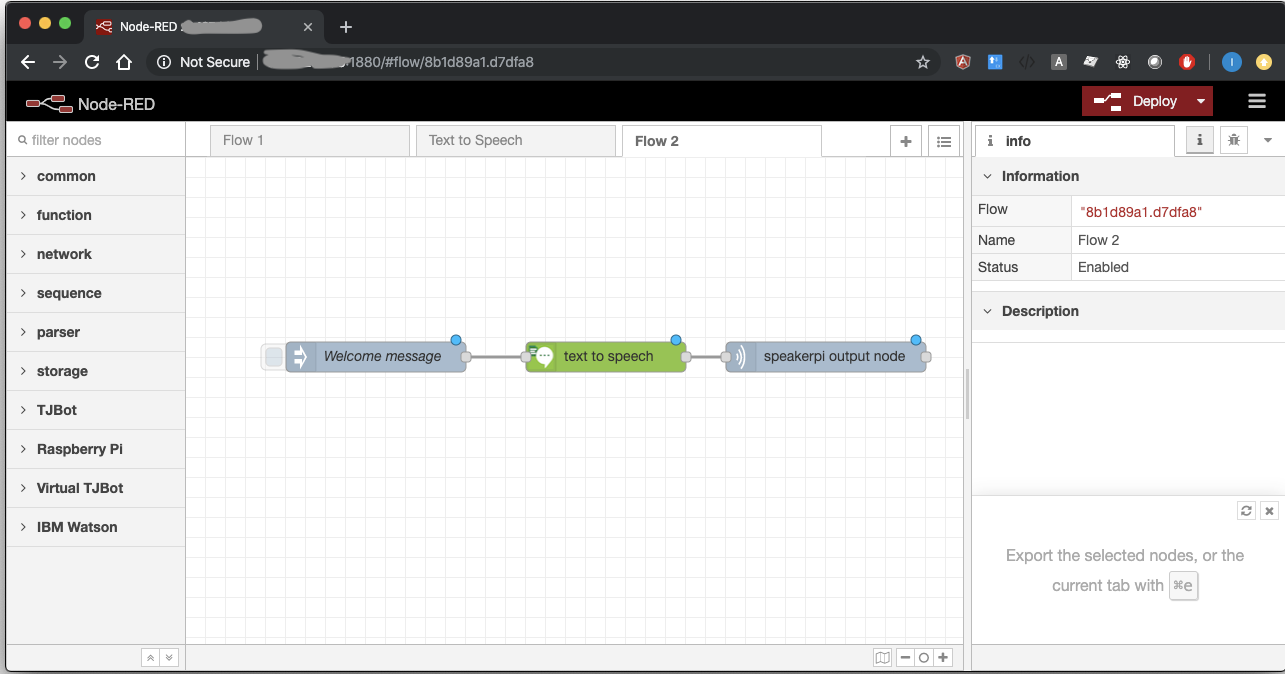 Node-RED
Not Secure
1880/#flow/8b1d89a1.d7dfa8
Node-RED
Deploy
filter nodes
Flow 1
Text to Speech
Flow 2
info
common
function
network
sequence
parser
storage
TJBot
Raspberry Pi
Virtual TJBot
IBM Watson
Welcome message
text to speech
speakerpi output node
Information
Flow "8b1d89a1.d7dfa8"
Name Flow 2
Status Enabled
Description
Export the selected nodes, or the
current tab with ⌘e